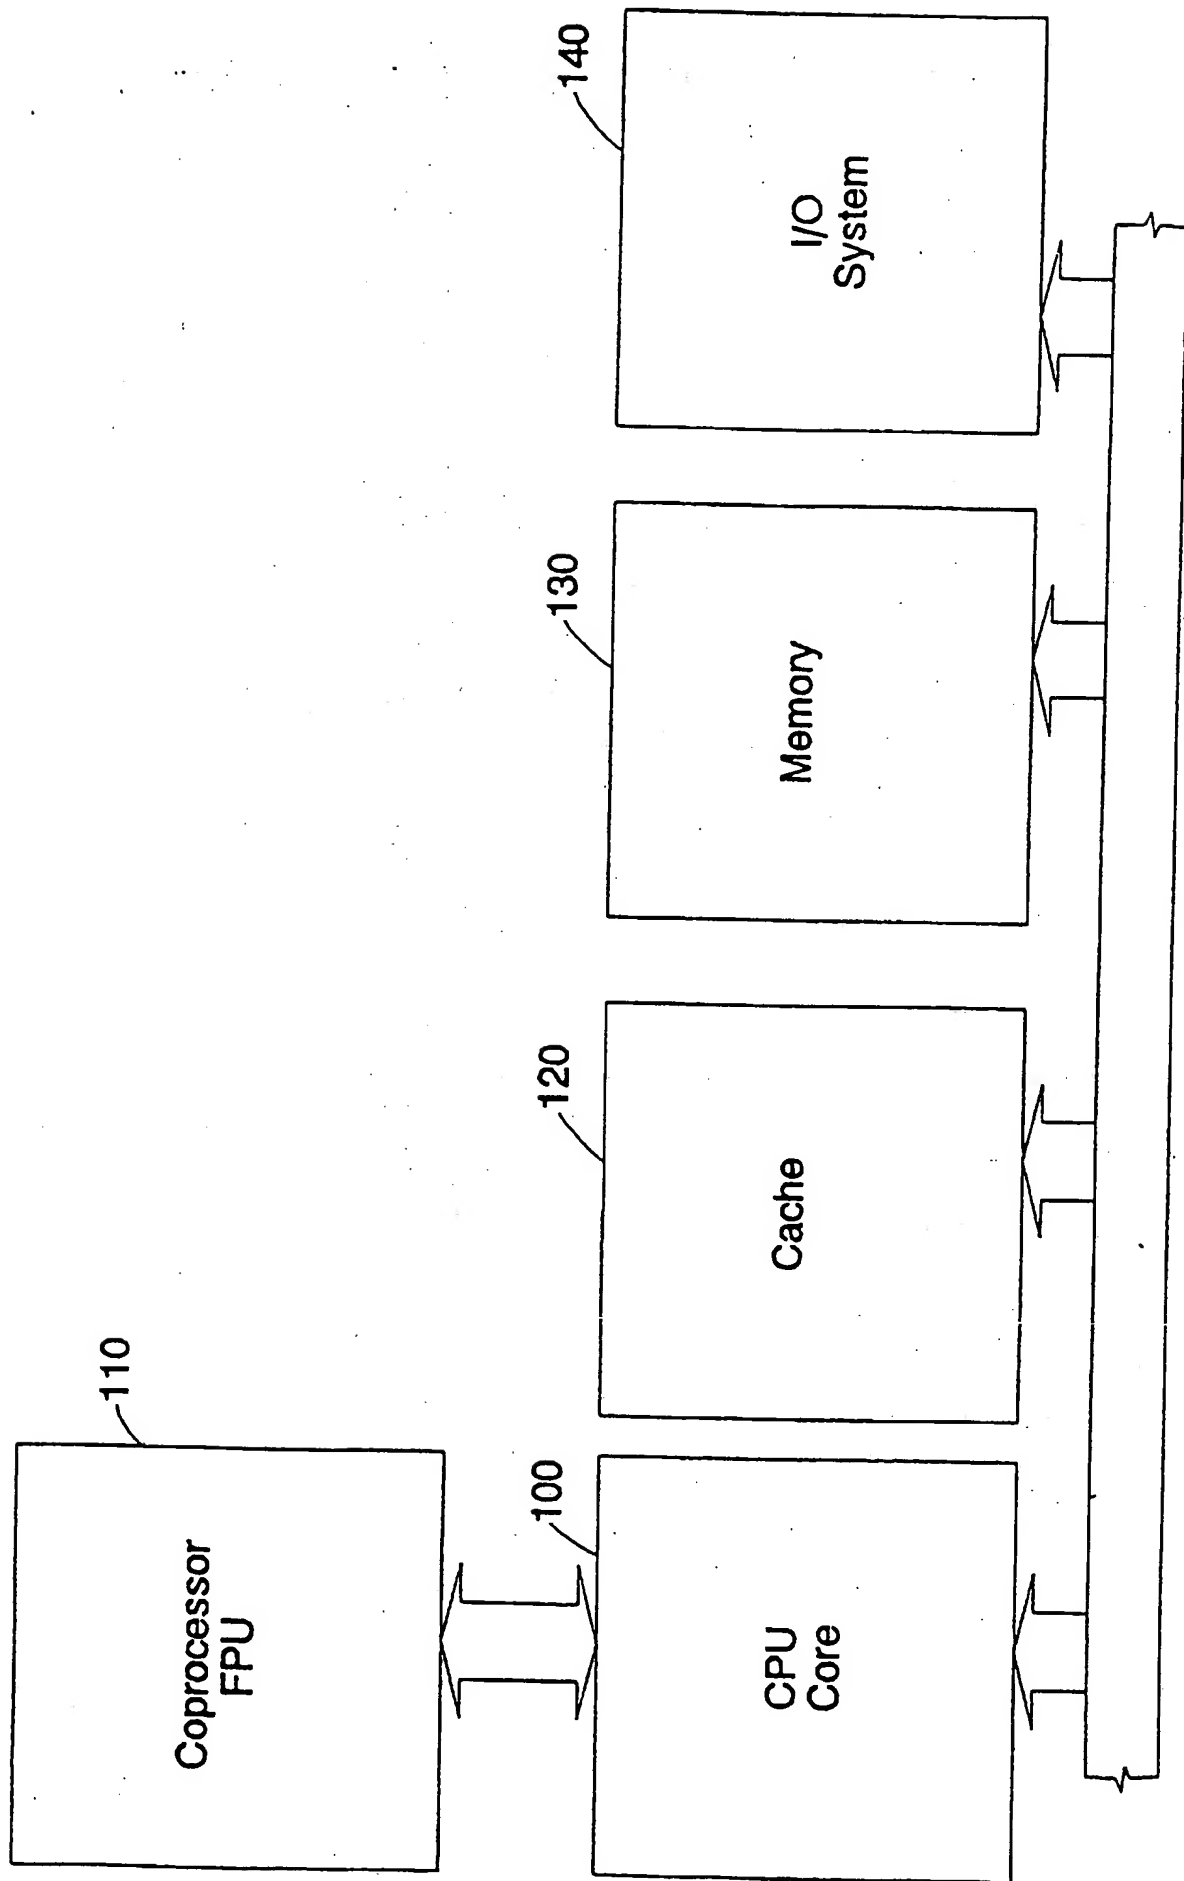 110
Coprocessor
FPU
100
CPU
Core
120
Cache
130
Memory
140
I/O
System